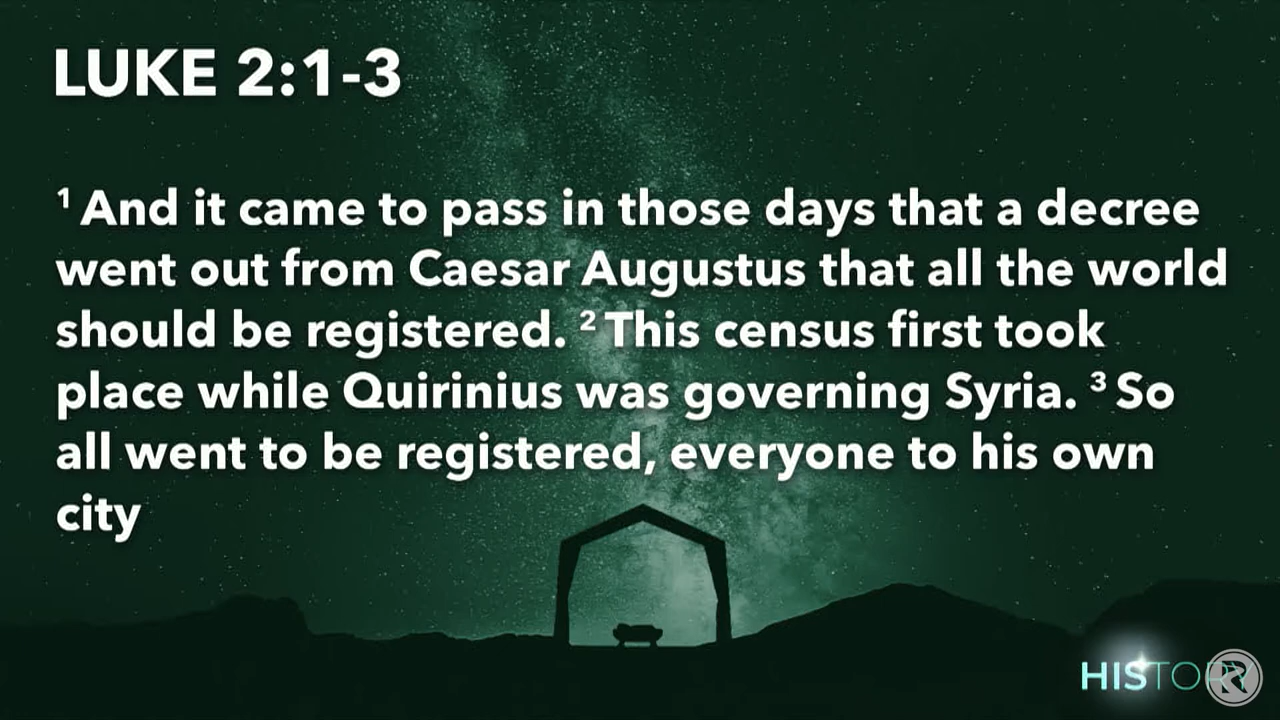 LUKE 2:1-3
¹ And it came to pass in those days that a decree
went out from Caesar Augustus that all the world
should be registered. ² This census first took
place while Quirinius was governing Syria. ³ So
all went to be registered, everyone to his own
city
HISTORY
R